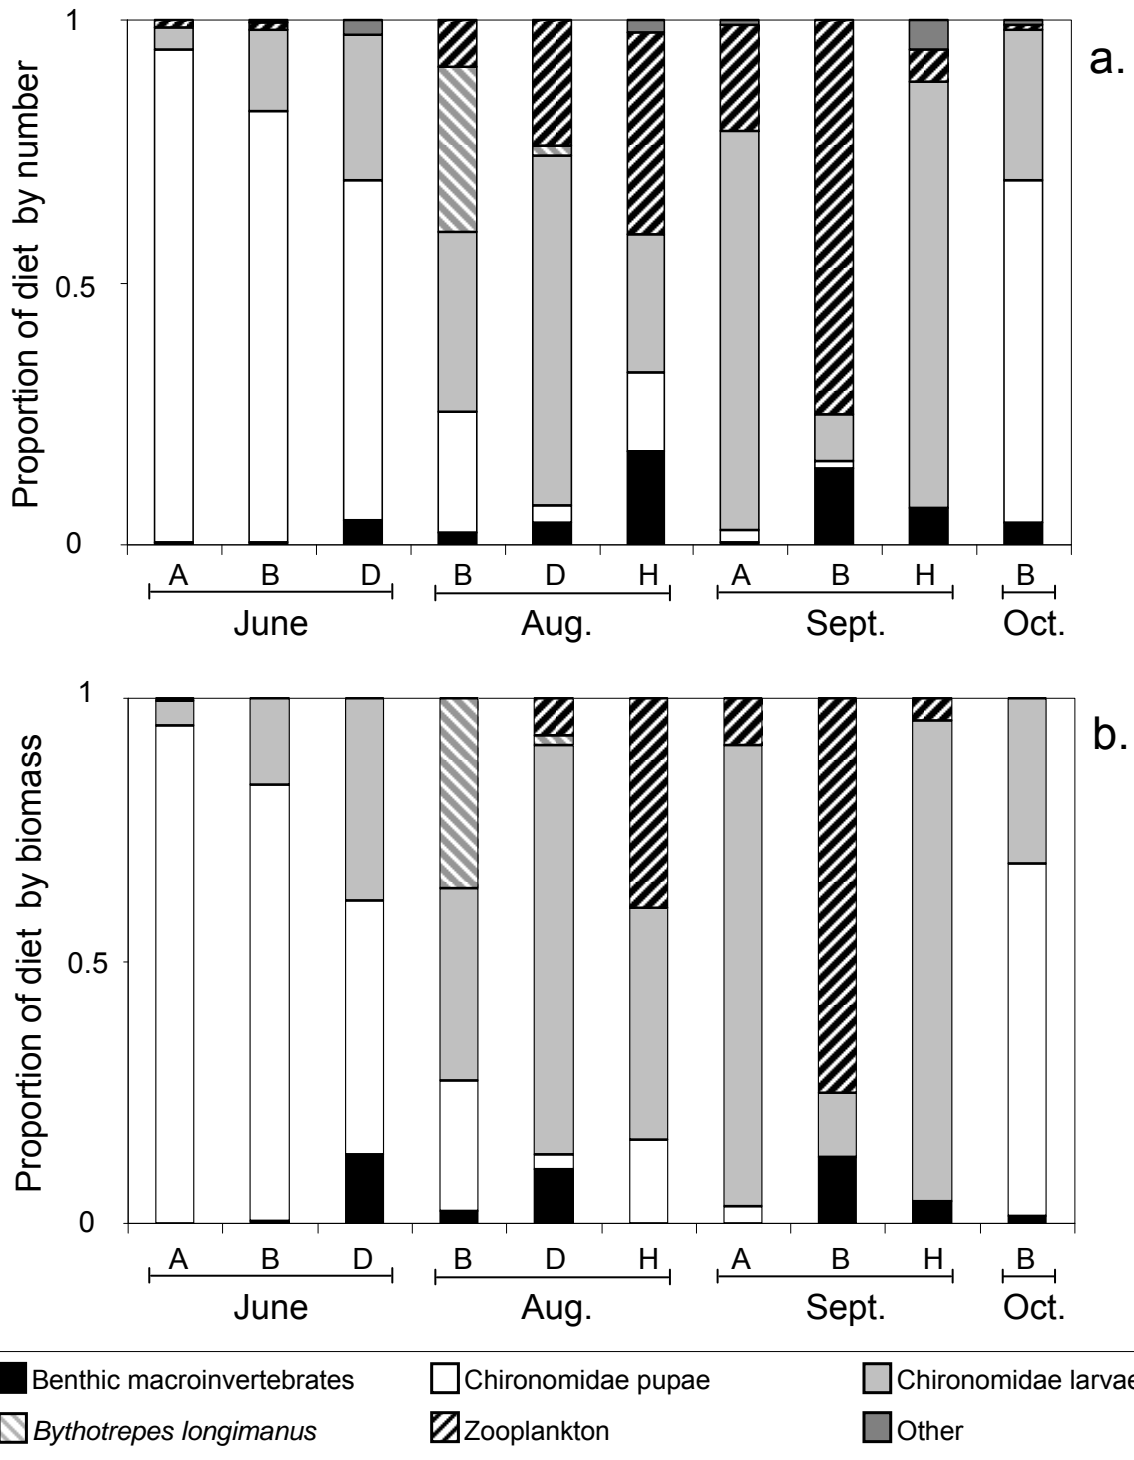 1
a.
Proportion of diet by number
0.5
0
A B D B D H A B H B
June Aug. Sept. Oct.
1
b.
Proportion of diet by biomass
0.5
0
A B D B D H A B H B
June Aug. Sept. Oct.
Benthic macroinvertebrates Chironomidae pupae Chironomidae larvae
Bythotrepes longimanus Zooplankton Other